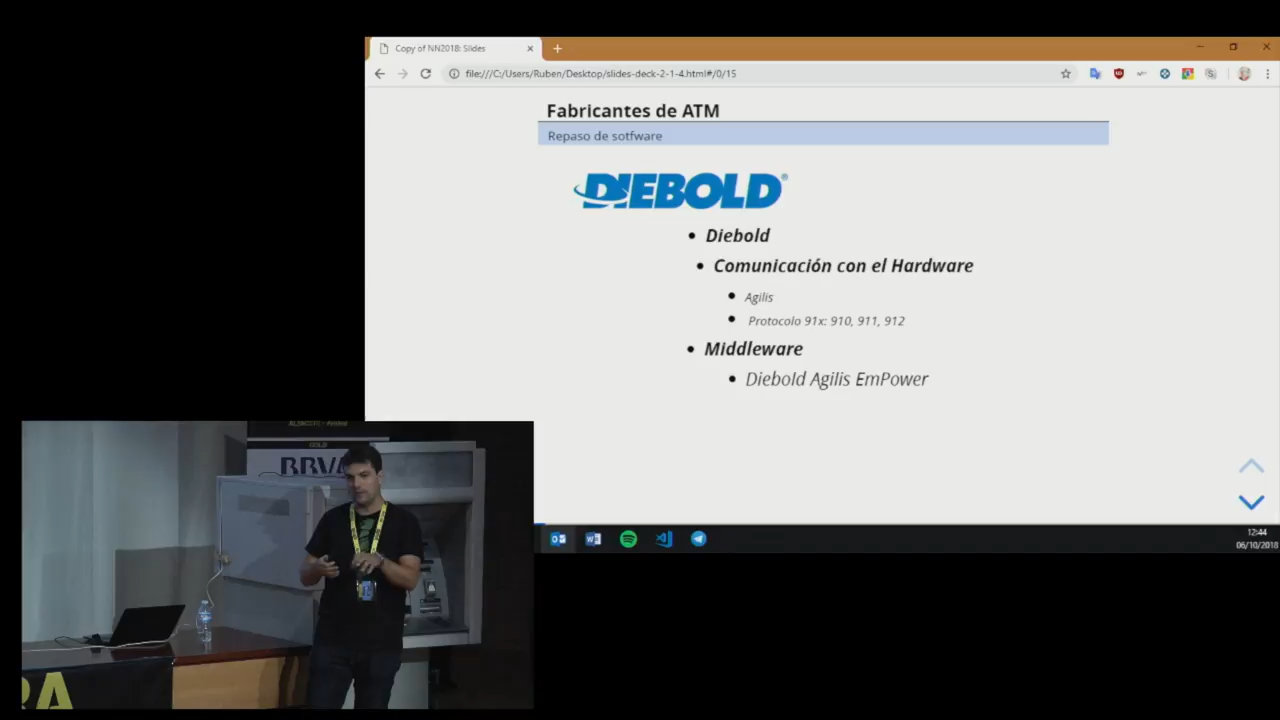 Copy of NN2018: Slides
file:///C:/Users/Ruben/Desktop/slides-deck-2-1-4.html#/0/15
Fabricantes de ATM
Repaso de sotfware
DIEBOLD®
Diebold
Comunicación con el Hardware
Agilis
Protocolo 91x: 910, 911, 912
Middleware
Diebold Agilis EmPower
12:44
06/10/2018
GOLD
BBVA
RA